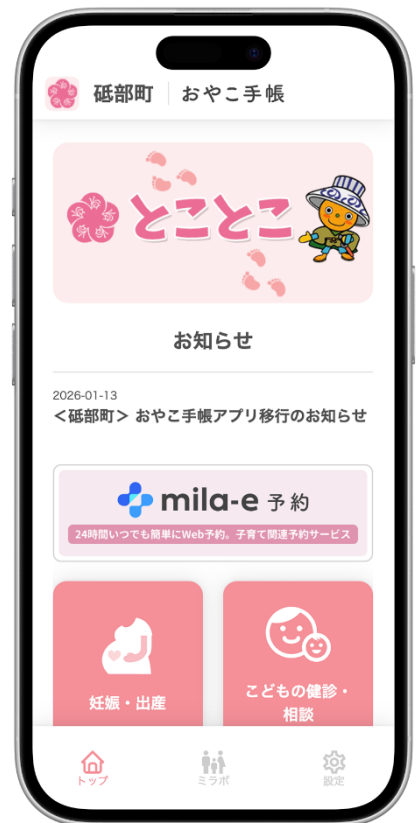 砥部町 おやこ手帳
とことこ
お知らせ
2026-01-13
＜砥部町＞ おやこ手帳アプリ移行のお知らせ
mila-e 予約
24時間いつでも簡単にWeb予約。子育て関連予約サービス
妊娠・出産
こどもの健診・
相談
トップ
ミラボ
設定